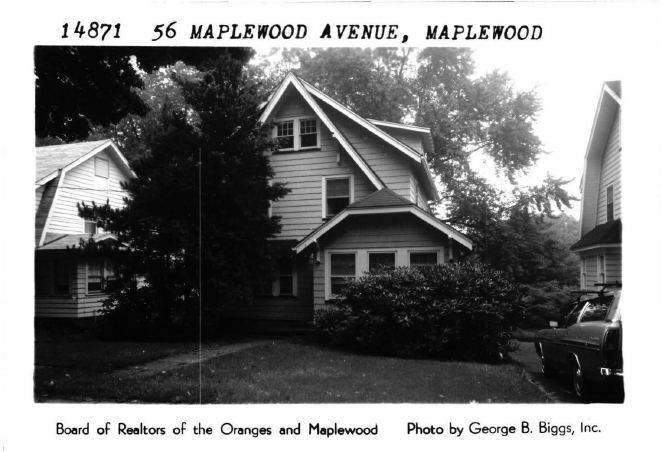 14871 56 MAPLEWOOD AVENUE, MAPLEWOOD
Board of Realtors of the Oranges and Maplewood Photo by George B. Biggs, Inc.